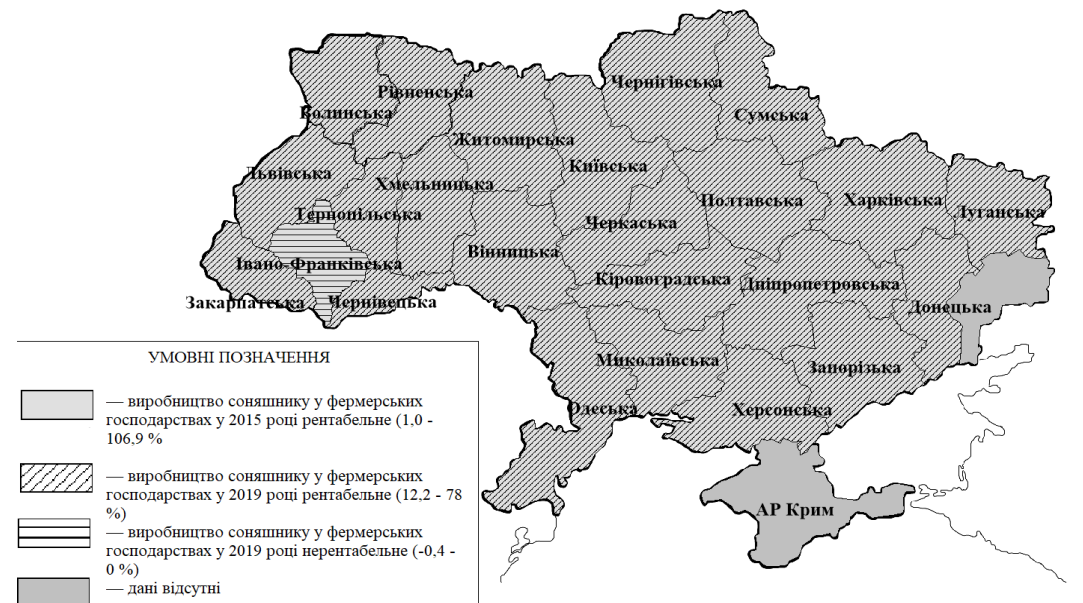 Чернігівська
Рівненська
Волинська
Сумська
Житомирська
Київська
Львівська
Хмельницька
Полтавська
Харківська
Луганська
Тернопільська
Черкаська
Вінницька
Івано-Франківська
Кіровоградська
Дніпропетровська
Закарпатська
Чернівецька
Донецька
Миколаївська
Запорізька
Одеська
Херсонська
АР Крим
УМОВНІ ПОЗНАЧЕННЯ
— виробництво соняшнику у фермерських
господарствах у 2015 році рентабельне (1,0 -
106,9 %
— виробництво соняшнику у фермерських
господарствах у 2019 році рентабельне (12,2 - 78
%)
— виробництво соняшнику у фермерських
господарствах у 2019 році нерентабельне (-0,4 -
0 %)
— дані відсутні